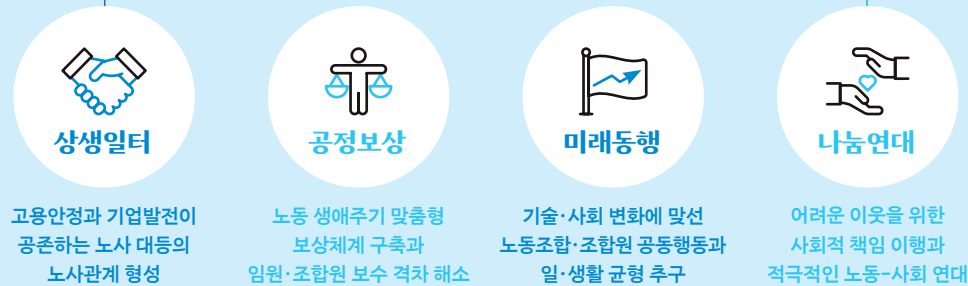 상생일터
고용안정과 기업발전이
공존하는 노사 대등의
노사관계 형성
공정보상
노동 생애주기 맞춤형
보상체계 구축과
임원·조합원 보수 격차 해소
미래동행
기술·사회 변화에 맞선
노동조합·조합원 공동행동과
일·생활 균형 추구
나눔연대
어려운 이웃을 위한
사회적 책임 이행과
적극적인 노동-사회 연대